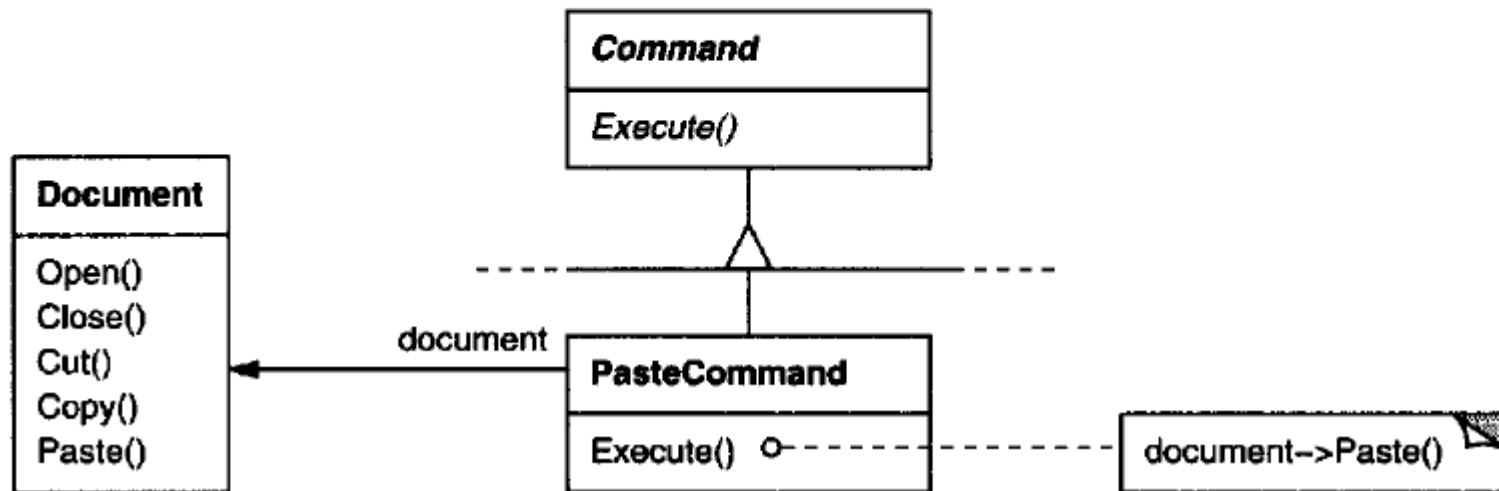 Command
Execute()
Document
Open()
Close()
Cut()
Copy()
Paste()
document
PasteCommand
Execute()
document->Paste()